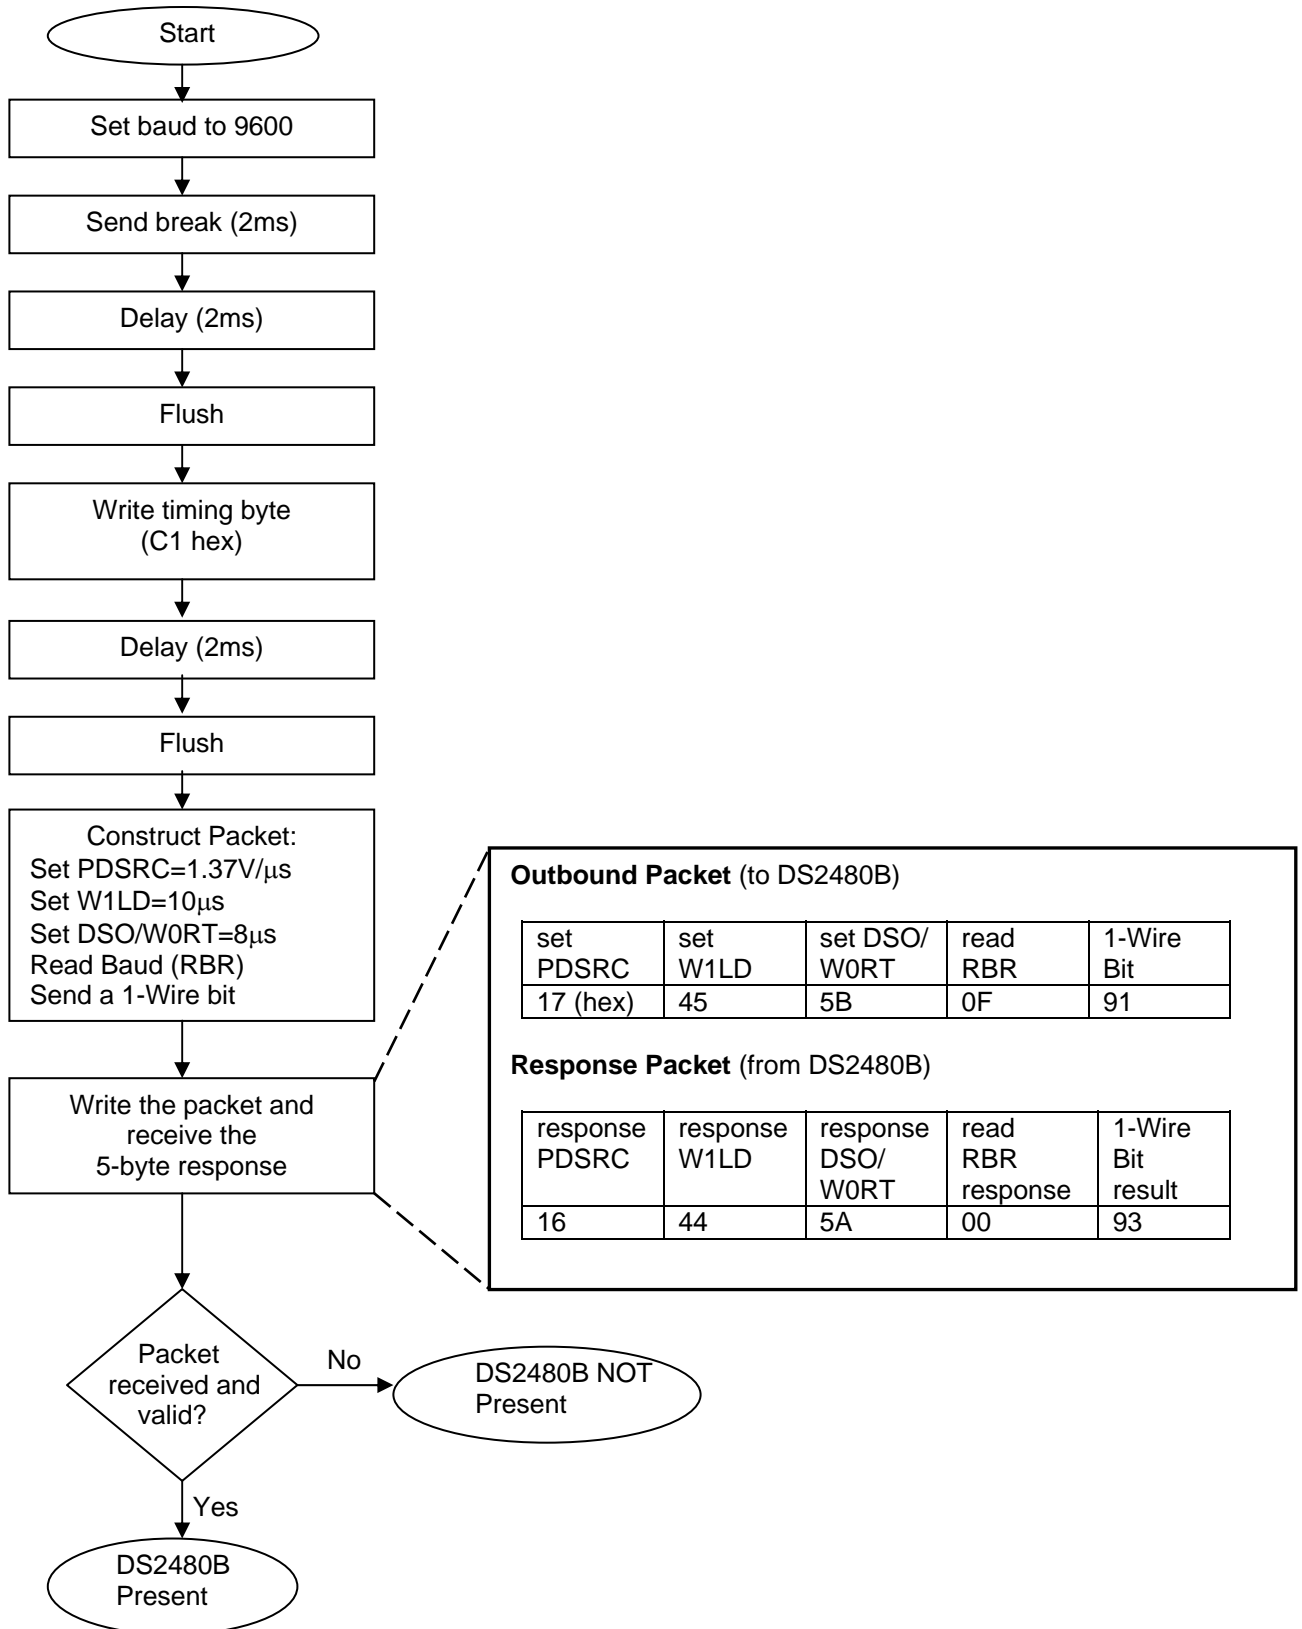 Start
Set baud to 9600
Send break (2ms)
Delay (2ms)
Flush
Write timing byte
(C1 hex)
Delay (2ms)
Flush
Construct Packet:
Set PDSRC=1.37V/μs
Set W1LD=10μs
Set DSO/W0RT=8μs
Read Baud (RBR)
Send a 1-Wire bit
Write the packet and
receive the
5-byte response
Outbound Packet (to DS2480B)
set PDSRC | set W1LD | set DSO/ W0RT | read RBR | 1-Wire Bit
17 (hex) | 45 | 5B | 0F | 91
Response Packet (from DS2480B)
response PDSRC | response W1LD | response DSO/ W0RT | read RBR response | 1-Wire Bit result
16 | 44 | 5A | 00 | 93
Packet
received and
valid?
No
DS2480B NOT
Present
Yes
DS2480B
Present